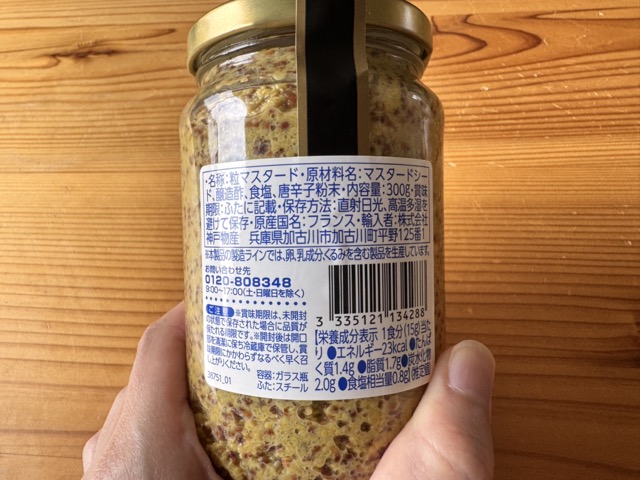 ・名称:粒マスタード・原材料名:マスタードシー
ド、醸造酢、食塩、唐辛子粉末・内容量:300g・賞味
期限:ふたに記載・保存方法:直射日光、高温多湿を
避けて保存・原産国名:フランス・輸入者:株式会社
神戸物産 兵庫県加古川市加古川町平野125番1
※本製品の製造ラインでは、卵、乳成分、くるみを含む製品を生産しています。
お問い合わせ先
0120-808348
9:00~17:00(土・日曜日を除く)
ご注意 ※賞味期限は、未開封
の状態で保存された場合に品質が
保たれる期限です。※開封後は開口
部を清潔に保ち冷蔵庫で保管し、賞
味期限にかかわらずなるべく早く召
し上がりください。
容器:ガラス瓶
ふた:スチール
38751_01
3 335121 134288
[栄養成分表示 1食分(15g)当た
り●エネルギー23kcal●たんぱ
く質1.4g ●脂質1.7g●炭水化物
2.0g ●食塩相当量0.8g](推定値)